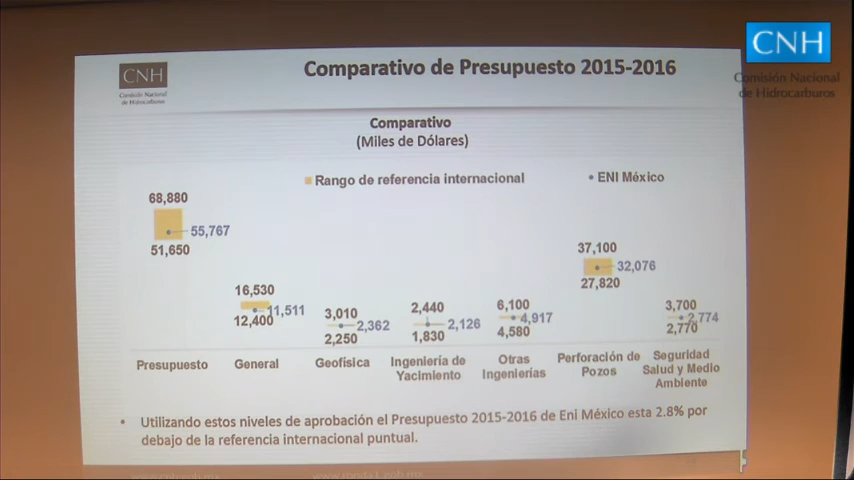 CNH
Comisión Nacional
de Hidrocarburos
CNH
Comisión Nacional
de Hidrocarburos
Comparativo de Presupuesto 2015-2016
Comparativo
(Miles de Dólares)
Rango de referencia internacional
ENI México
68,880
55,767
51,650
16,530
11,511
12,400
3,010
2,362
2,250
2,440
2,126
1,830
6,100
4,917
4,580
37,100
32,076
27,820
3,700
2,774
2,770
Presupuesto
General
Geofísica
Ingeniería de
Yacimiento
Otras
Ingenierías
Perforación de
Pozos
Seguridad
Salud y Medio
Ambiente
• Utilizando estos niveles de aprobación el Presupuesto 2015-2016 de Eni México esta 2.8% por
debajo de la referencia internacional puntual.